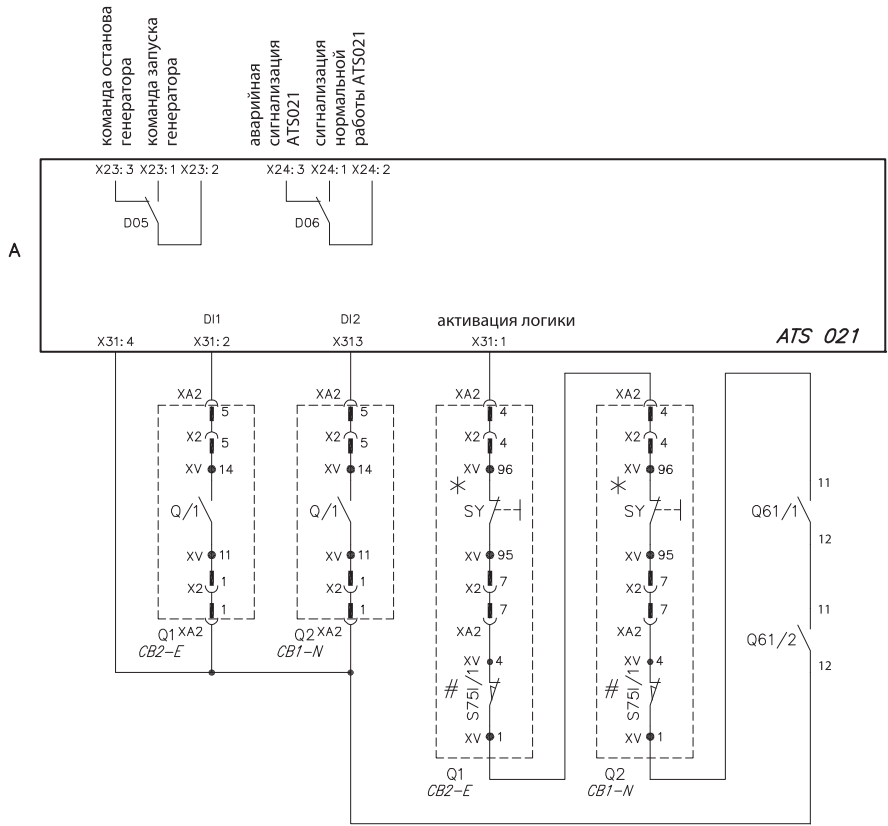 команда останова
генератора
команда запуска
генератора
аварийная
сигнализация
ATS021
сигнализация
нормальной
работы ATS021
X23: 3 X23:1 X23: 2
X24: 3 X24: 1 X24: 2
DO5
DO6
A
DI1
DI2
активация логики
ATS 021
X31: 4
X31: 2
X313
X31: 1
XA2 5
XA2 5
XA2 4
XA2 4
X2 5
X2 5
X2 4
X2 4
XV 14
XV 14
XV 96
XV 96
*
*
11
Q/1
Q/1
SY
SY
Q61/1
12
XV 11
XV 11
XV 95
XV 95
X2 1
X2 1
X2 7
X2 7
1
1
7
7
11
Q1 XA2
Q2 XA2
XA2
XA2
Q61/2
CB2-E
CB1-N
12
XV 4
XV 4
# S75I/1
# S75I/1
XV 1
XV 1
Q1
Q2
CB2-E
CB1-N